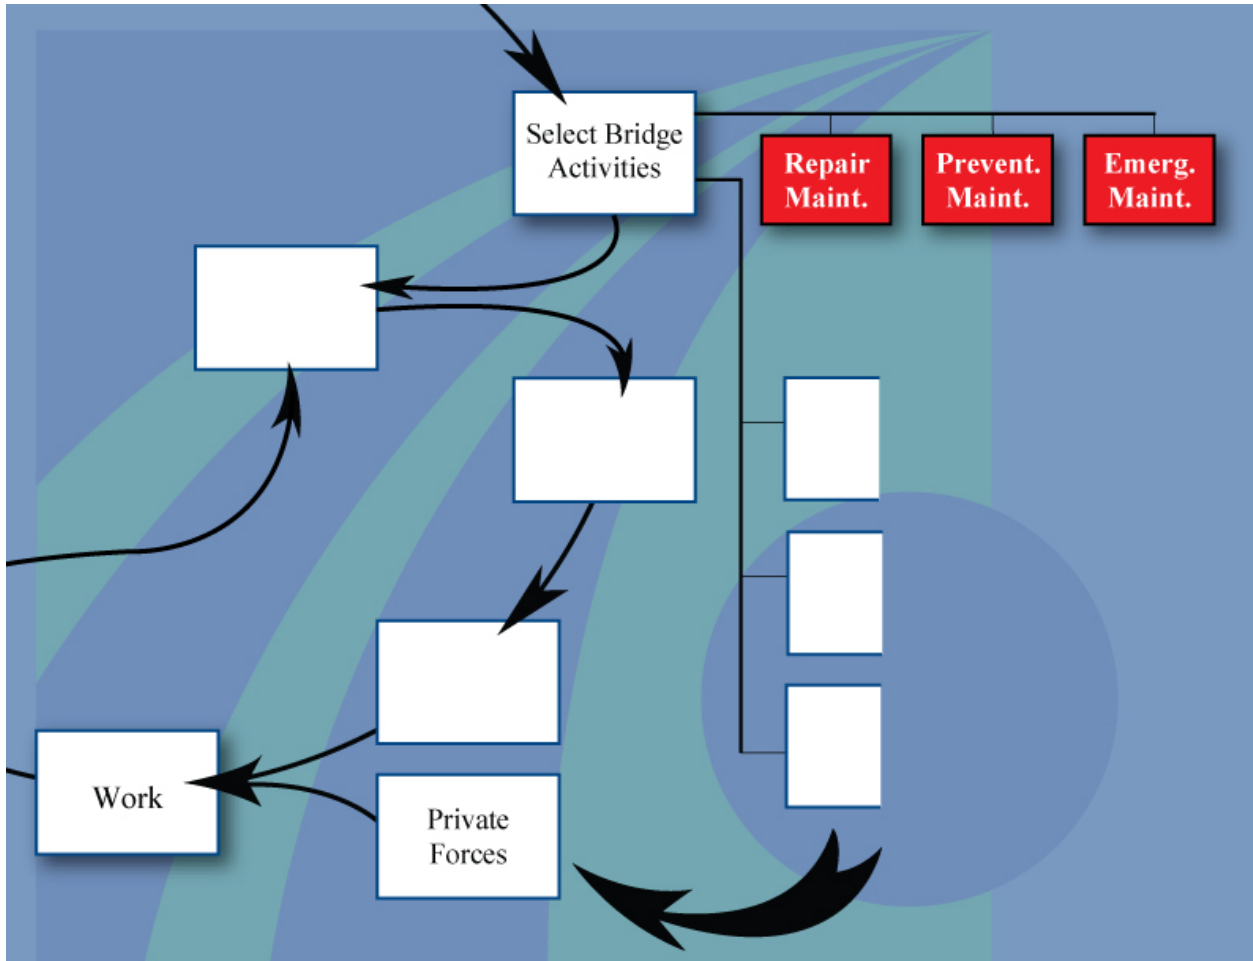 Select Bridge
Activities
Repair
Maint.
Prevent.
Maint.
Emerg.
Maint.
Work
Private
Forces